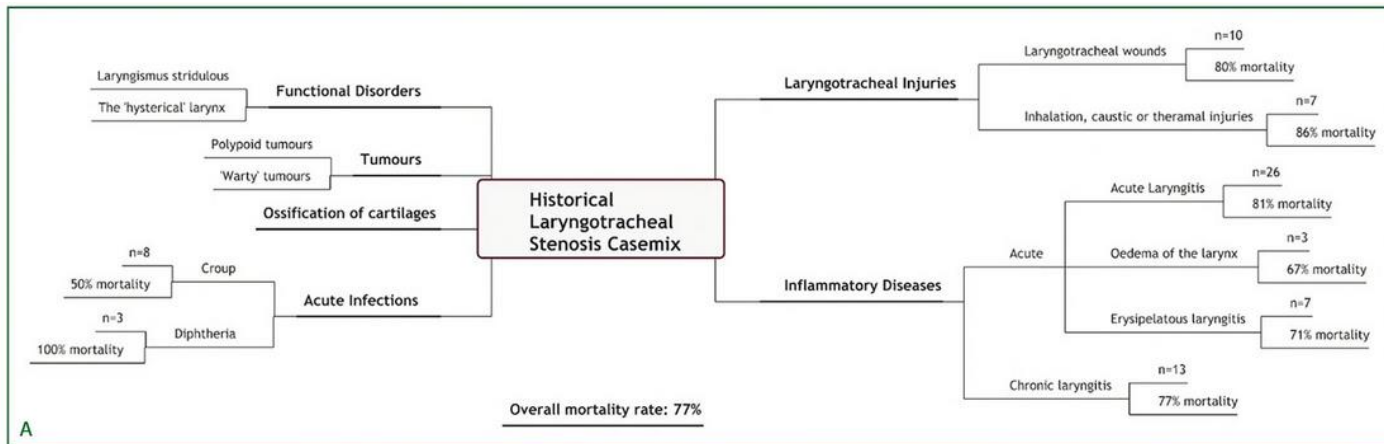 Historical
Laryngotracheal
Stenosis Casemix
Functional Disorders
Laryngismus stridulous
The 'hysterical' larynx
Tumours
Polypoid tumours
'Warty' tumours
Ossification of cartilages
Acute Infections
Croup
n=8
50% mortality
Diphtheria
n=3
100% mortality
Laryngotracheal Injuries
Laryngotracheal wounds
n=10
80% mortality
Inhalation, caustic or theramal injuries
n=7
86% mortality
Inflammatory Diseases
Acute
Acute Laryngitis
n=26
81% mortality
Oedema of the larynx
n=3
67% mortality
Erysipelatous laryngitis
n=7
71% mortality
Chronic laryngitis
n=13
77% mortality
Overall mortality rate: 77%
A